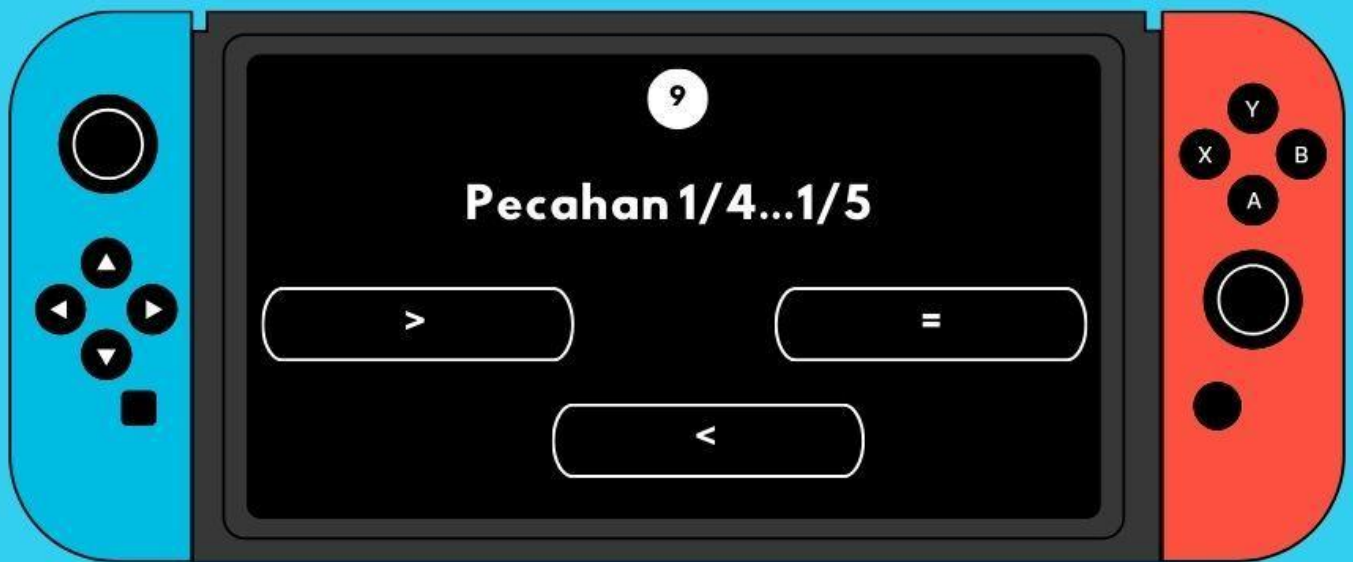 9
Pecahan 1/4...1/5
>
=
<
Y
X
B
A